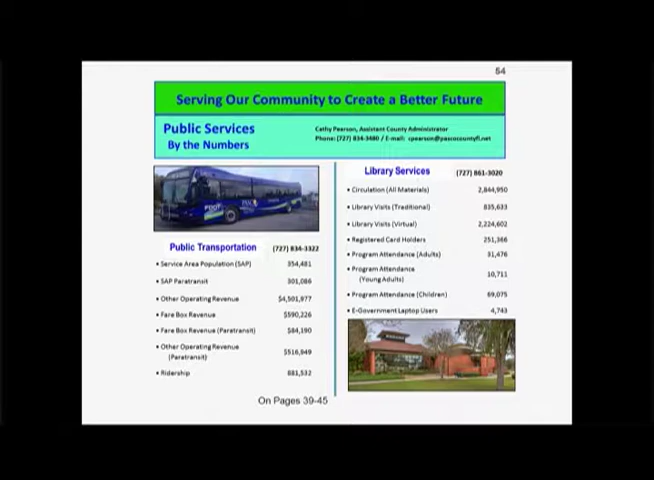 54
Serving Our Community to Create a Better Future
Public Services
By the Numbers
Cathy Pearson, Assistant County Administrator
Phone: (727) 834-3480 / E-mail: cpearson@pascocountyfl.net
Public Transportation (727) 834-3322
• Service Area Population (SAP) 354,481
• SAP Paratransit 301,086
• Other Operating Revenue $4,501,977
• Fare Box Revenue $590,226
• Fare Box Revenue (Paratransit) $84,190
• Other Operating Revenue
(Paratransit) $516,949
• Ridership 881,532
Library Services (727) 861-3020
• Circulation (All Materials) 2,844,950
• Library Visits (Traditional) 835,633
• Library Visits (Virtual) 2,224,602
• Registered Card Holders 251,366
• Program Attendance (Adults) 31,476
• Program Attendance
(Young Adults) 10,711
• Program Attendance (Children) 69,075
• E-Government Laptop Users 4,743
On Pages 39-45